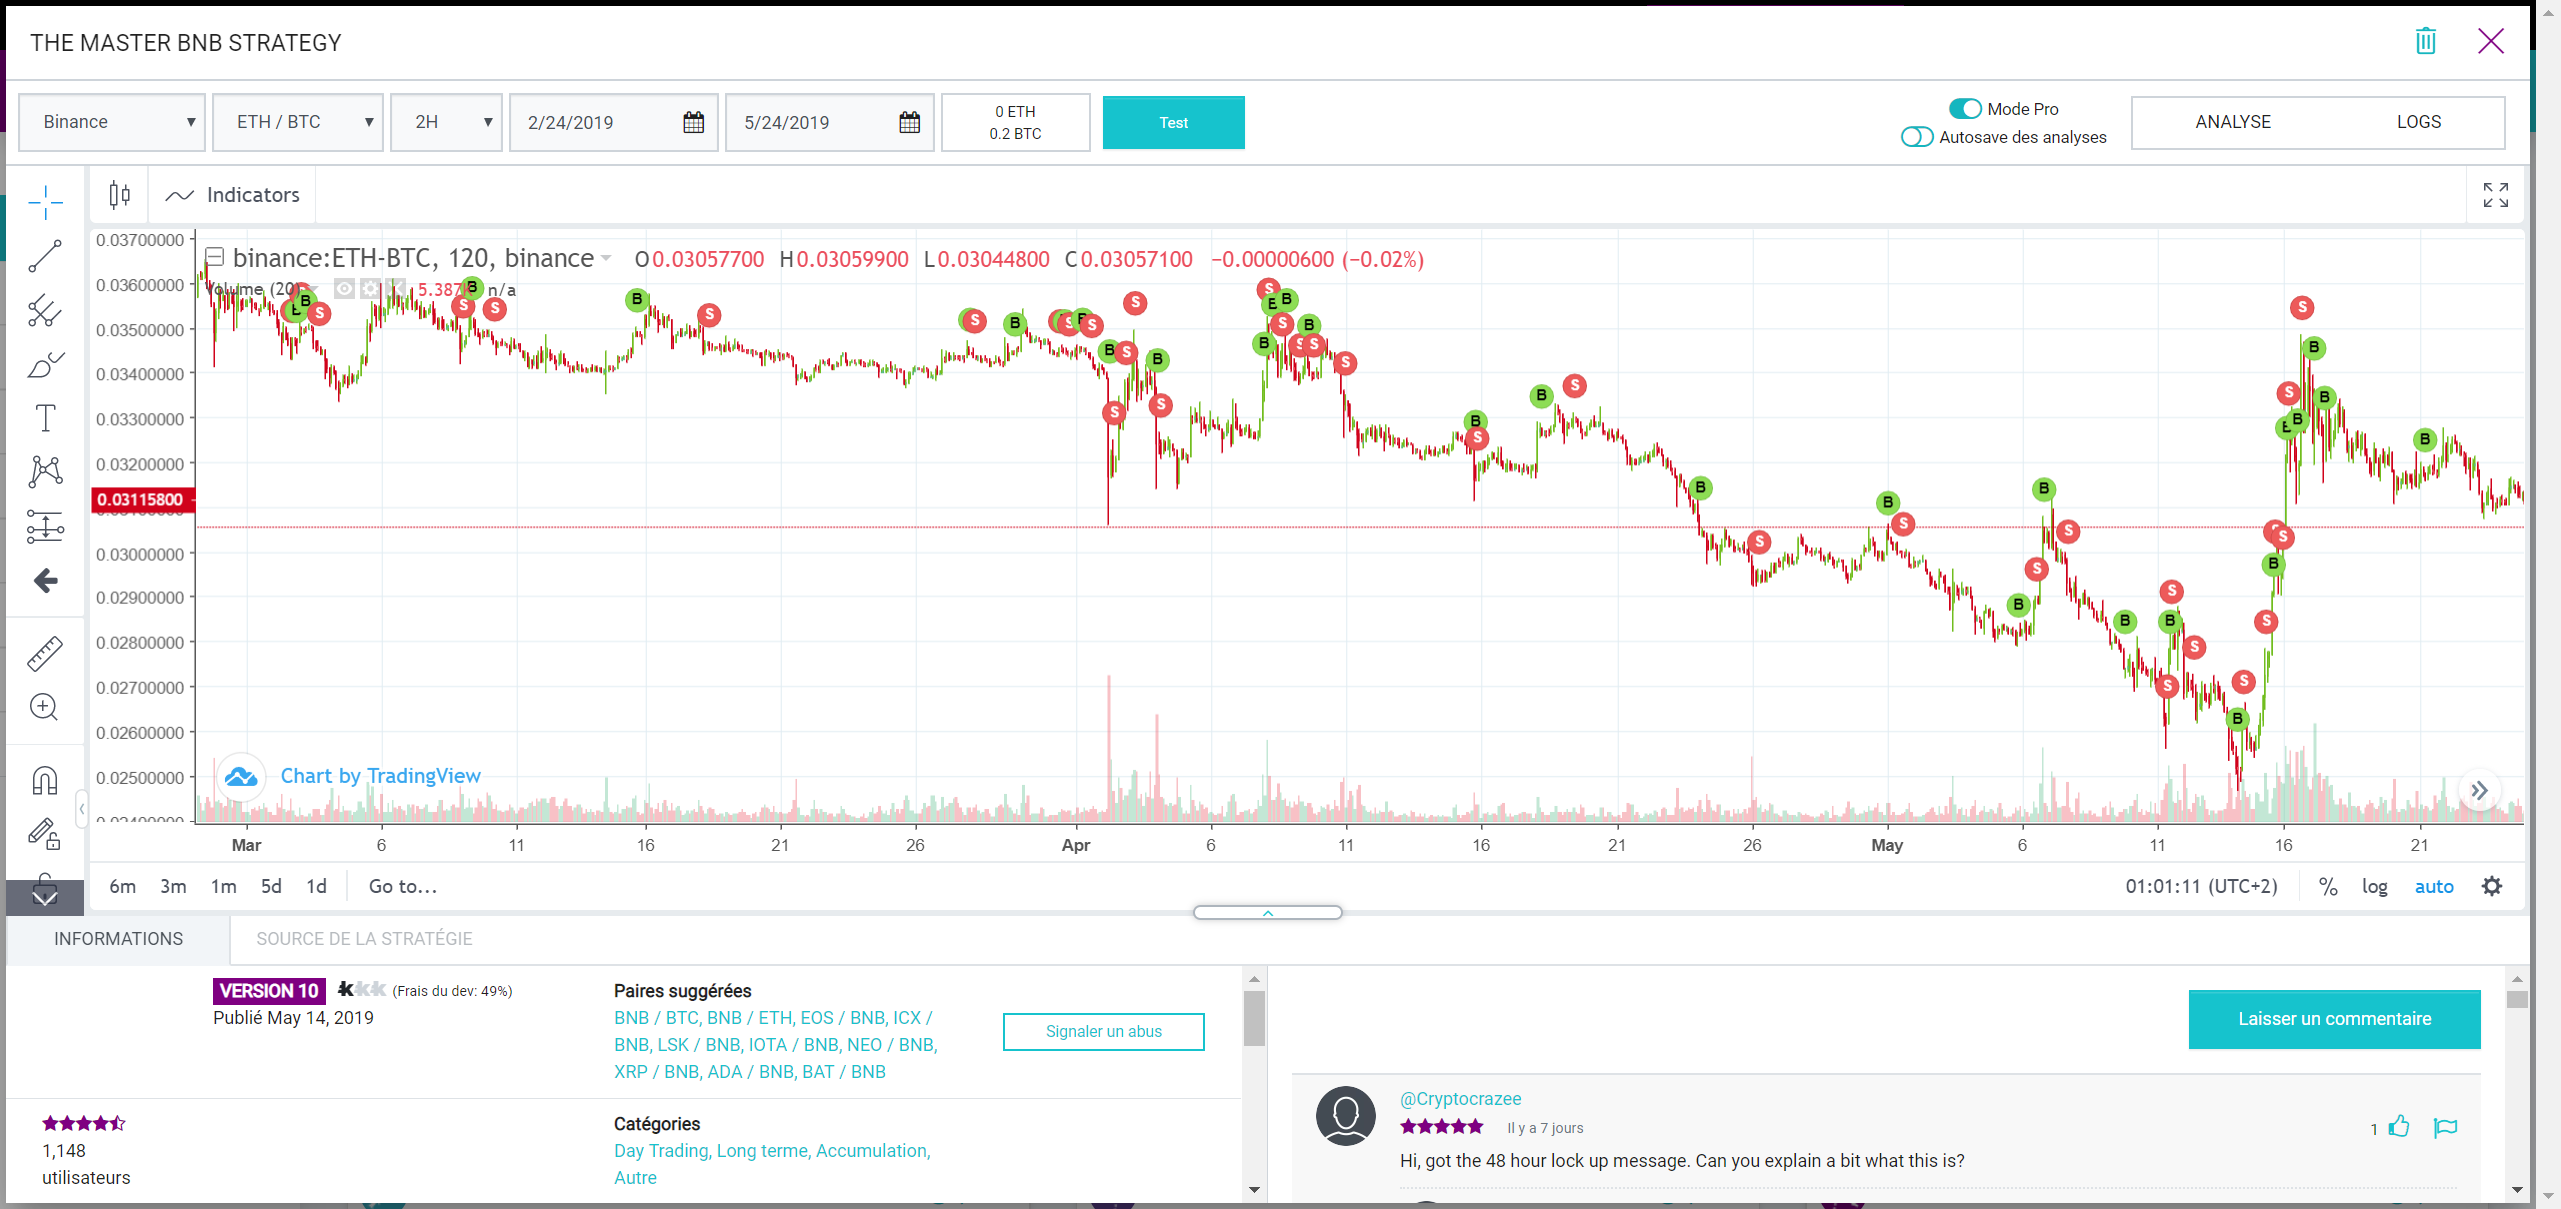 THE MASTER BNB STRATEGY
Binance ETH / BTC 2H 2/24/2019 5/24/2019
0 ETH
0.2 BTC
Test
Mode Pro
Autosave des analyses
ANALYSE LOGS
Indicators
binance:ETH-BTC, 120, binance O0.03057700 H0.03059900 L0.03044800 C0.03057100 −0.00000600 (−0.02%)
Volume (20) n/a
0.03700000
0.03600000
0.03500000
0.03400000
0.03300000
0.03200000
0.03115800
0.03000000
0.02900000
0.02800000
0.02700000
0.02600000
0.02500000
Chart by TradingView
Mar 6 11 16 21 26 Apr 6 11 16 21 26 May 6 11 16 21
6m 3m 1m 5d 1d Go to... 01:01:11 (UTC+2) % log auto
INFORMATIONS SOURCE DE LA STRATÉGIE
VERSION 10 (Frais du dev: 49%)
Publié May 14, 2019
Paires suggérées
BNB / BTC, BNB / ETH, EOS / BNB, ICX /
BNB, LSK / BNB, IOTA / BNB, NEO / BNB,
XRP / BNB, ADA / BNB, BAT / BNB
Signaler un abus
1,148
utilisateurs
Catégories
Day Trading, Long terme, Accumulation,
Autre
Laisser un commentaire
@Cryptocrazee
Il y a 7 jours
1
Hi, got the 48 hour lock up message. Can you explain a bit what this is?